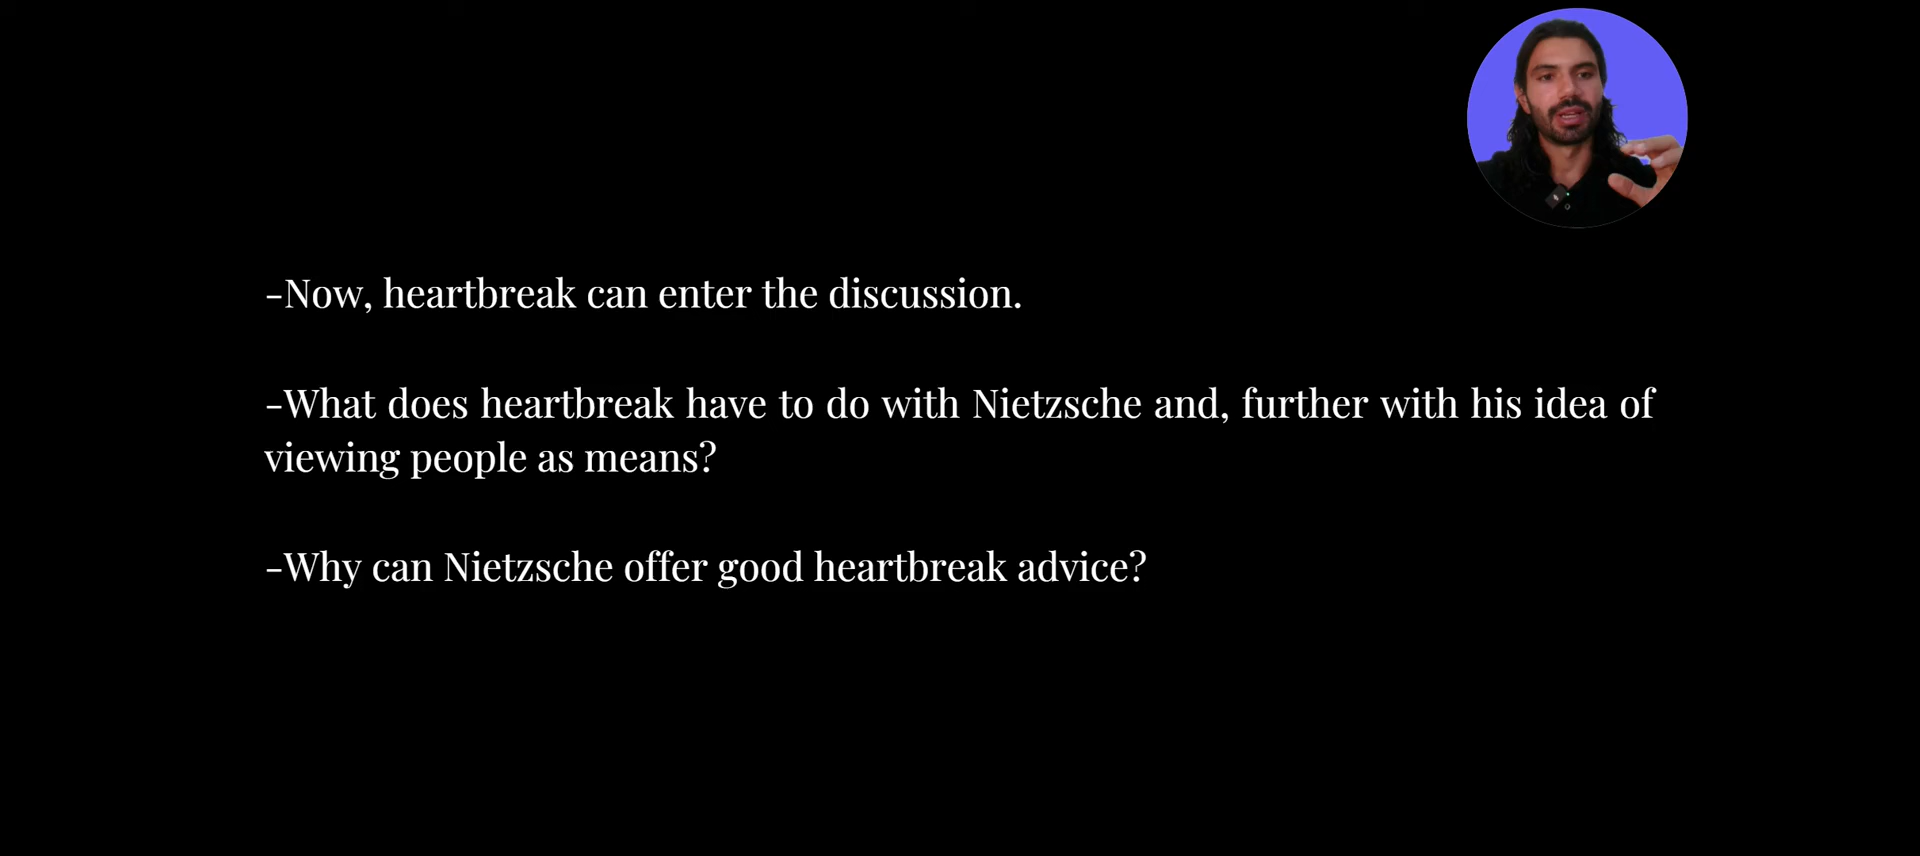 -Now, heartbreak can enter the discussion.
-What does heartbreak have to do with Nietzsche and, further with his idea of
viewing people as means?
-Why can Nietzsche offer good heartbreak advice?